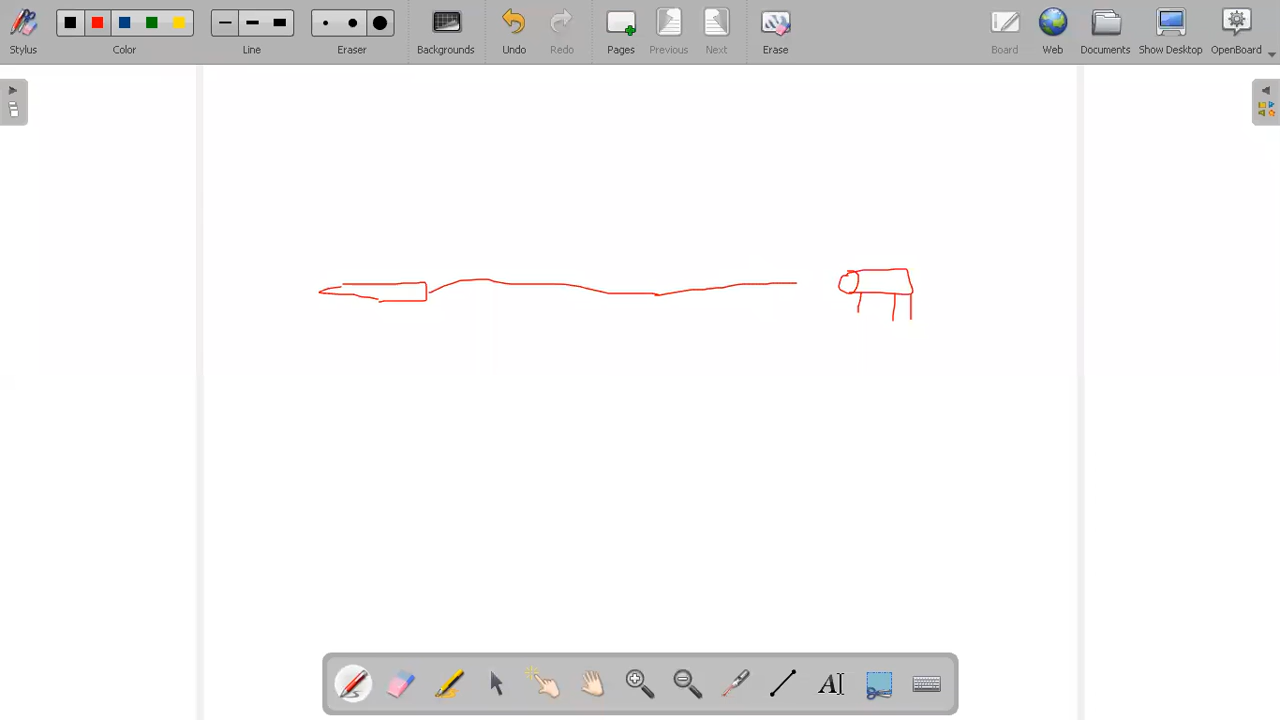 Stylus
Color
Line
Eraser
Backgrounds
Undo
Redo
Pages
Previous
Next
Erase
Board
Web
Documents
Show Desktop
OpenBoard